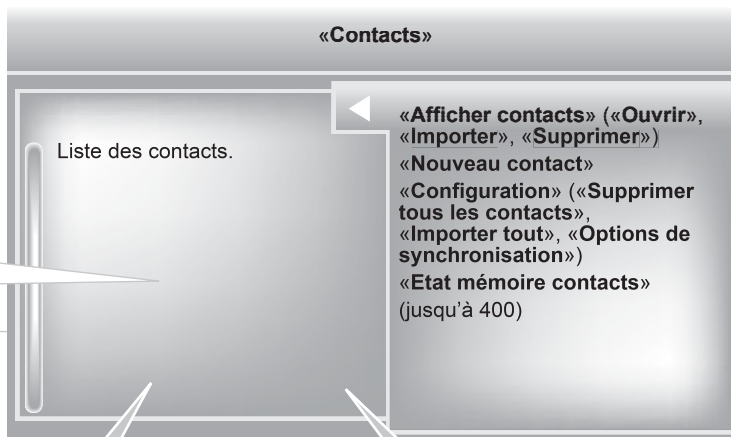 «Contacts»
Liste des contacts.
«Afficher contacts» («Ouvrir»,
«Importer», «Supprimer»)
«Nouveau contact»
«Configuration» («Supprimer
tous les contacts»,
«Importer tout», «Options de
synchronisation»)
«Etat mémoire contacts»
(jusqu’à 400)